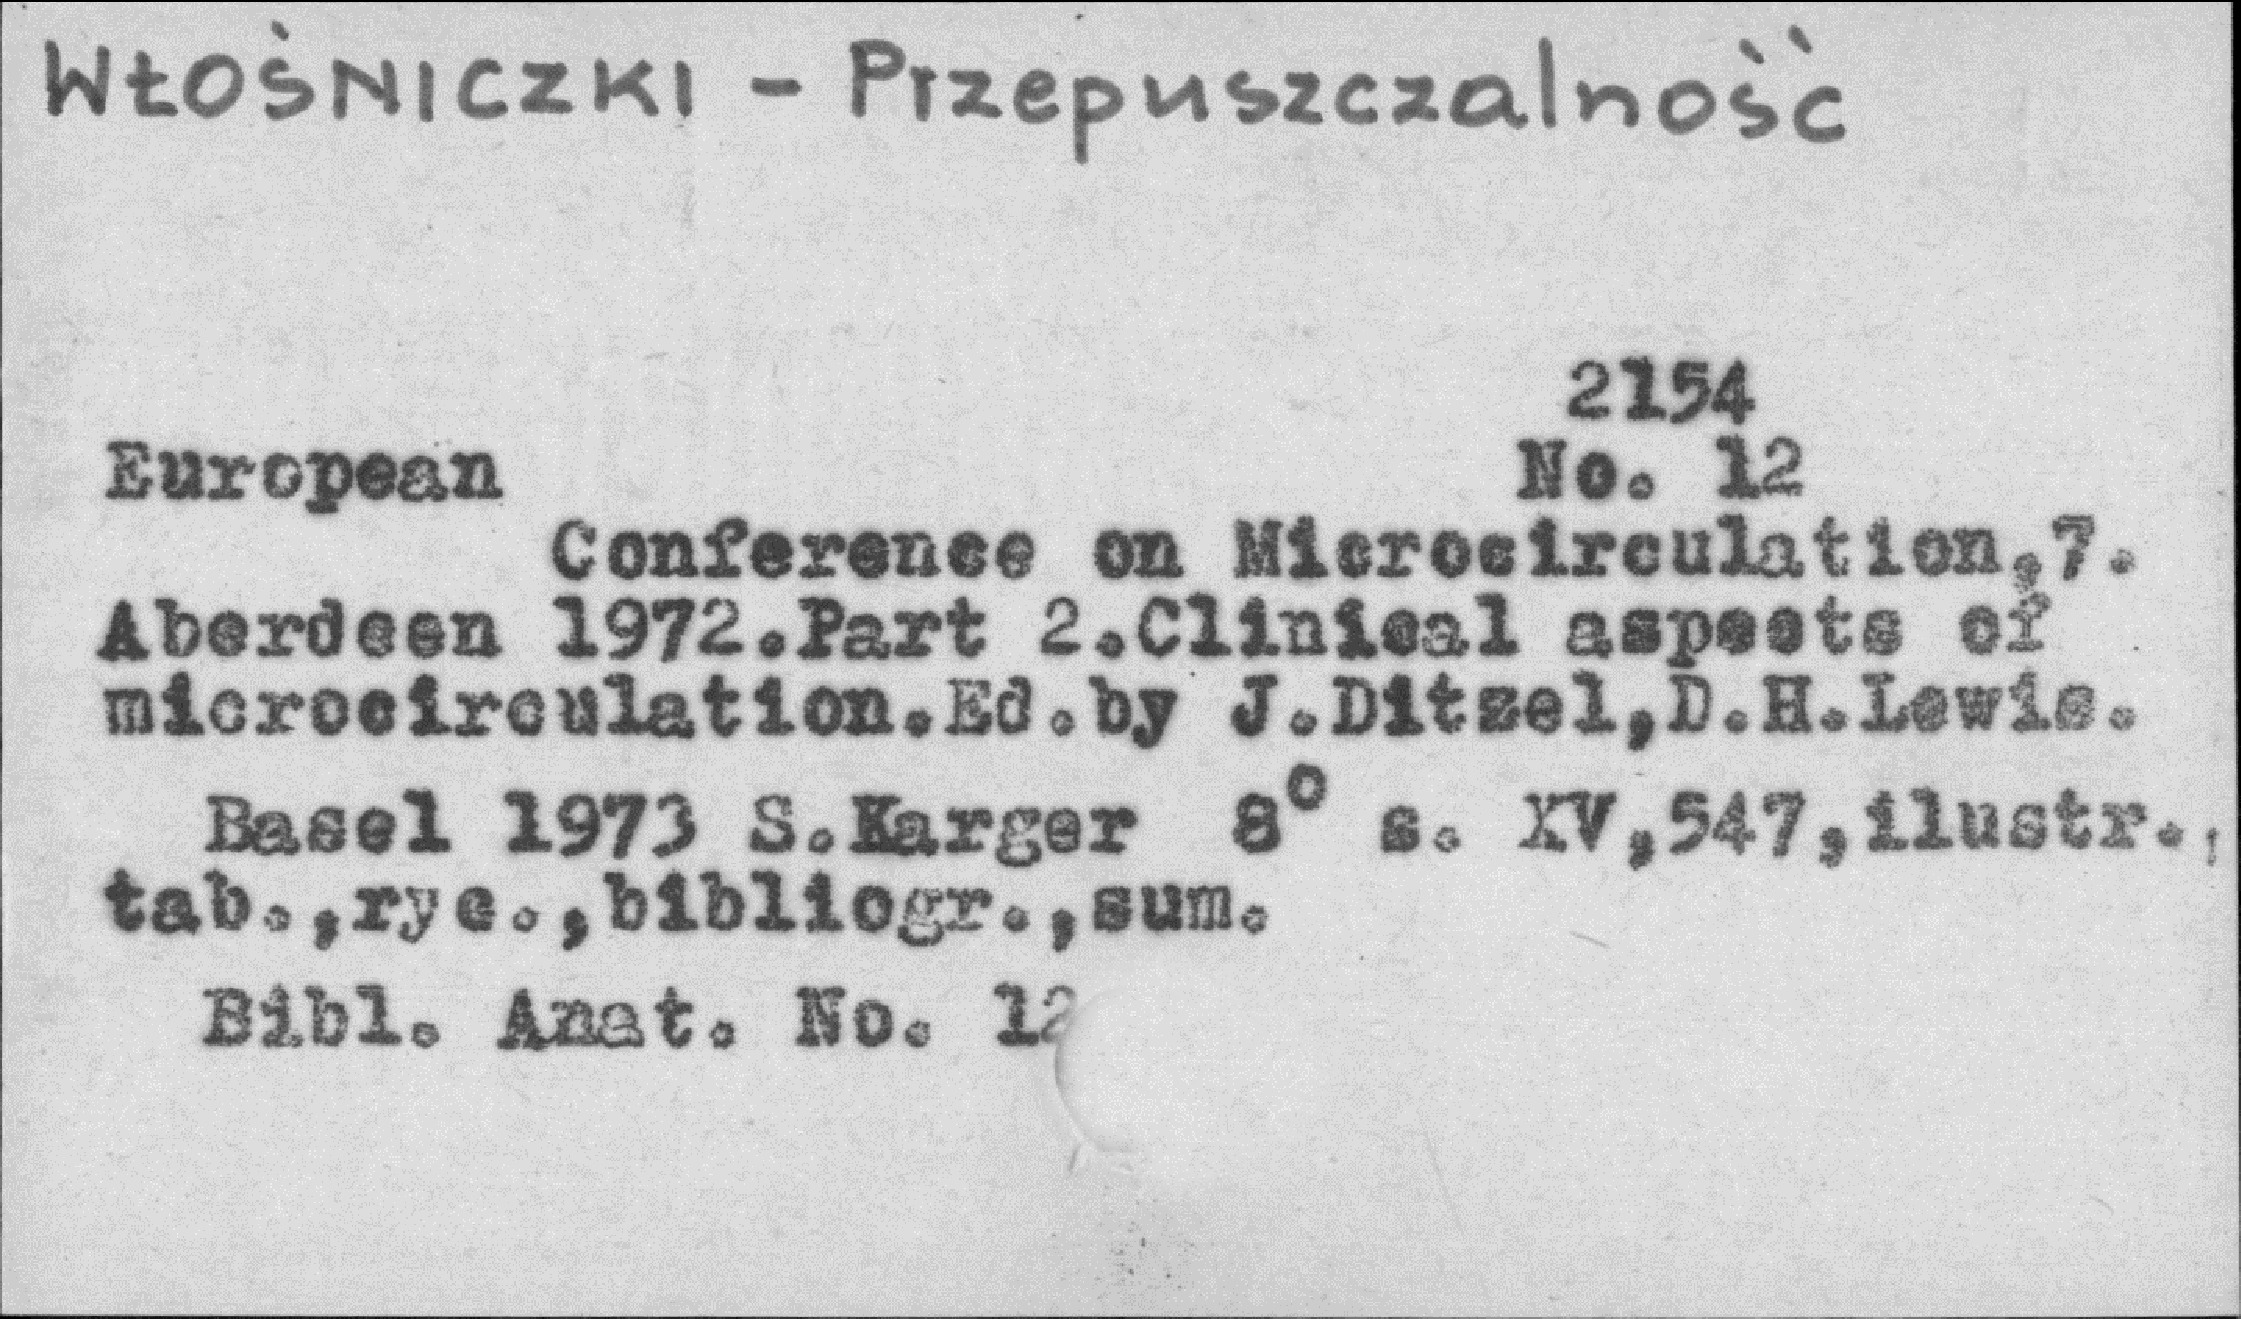 WŁOŚNICZKI - Przepuszczalność
2154
European No. 12
Conference on Microcirculation,7.
Aberdeen 1972.Part 2.Clinical aspects of
microcirculation.Ed.by J.Ditzel,D.H.Lewis.
Basel 1973 S.Karger 8° s. XV,547,ilustr.,
tab.,ryc.,bibliogr.,sum.
Bibl. Anat. No. 12